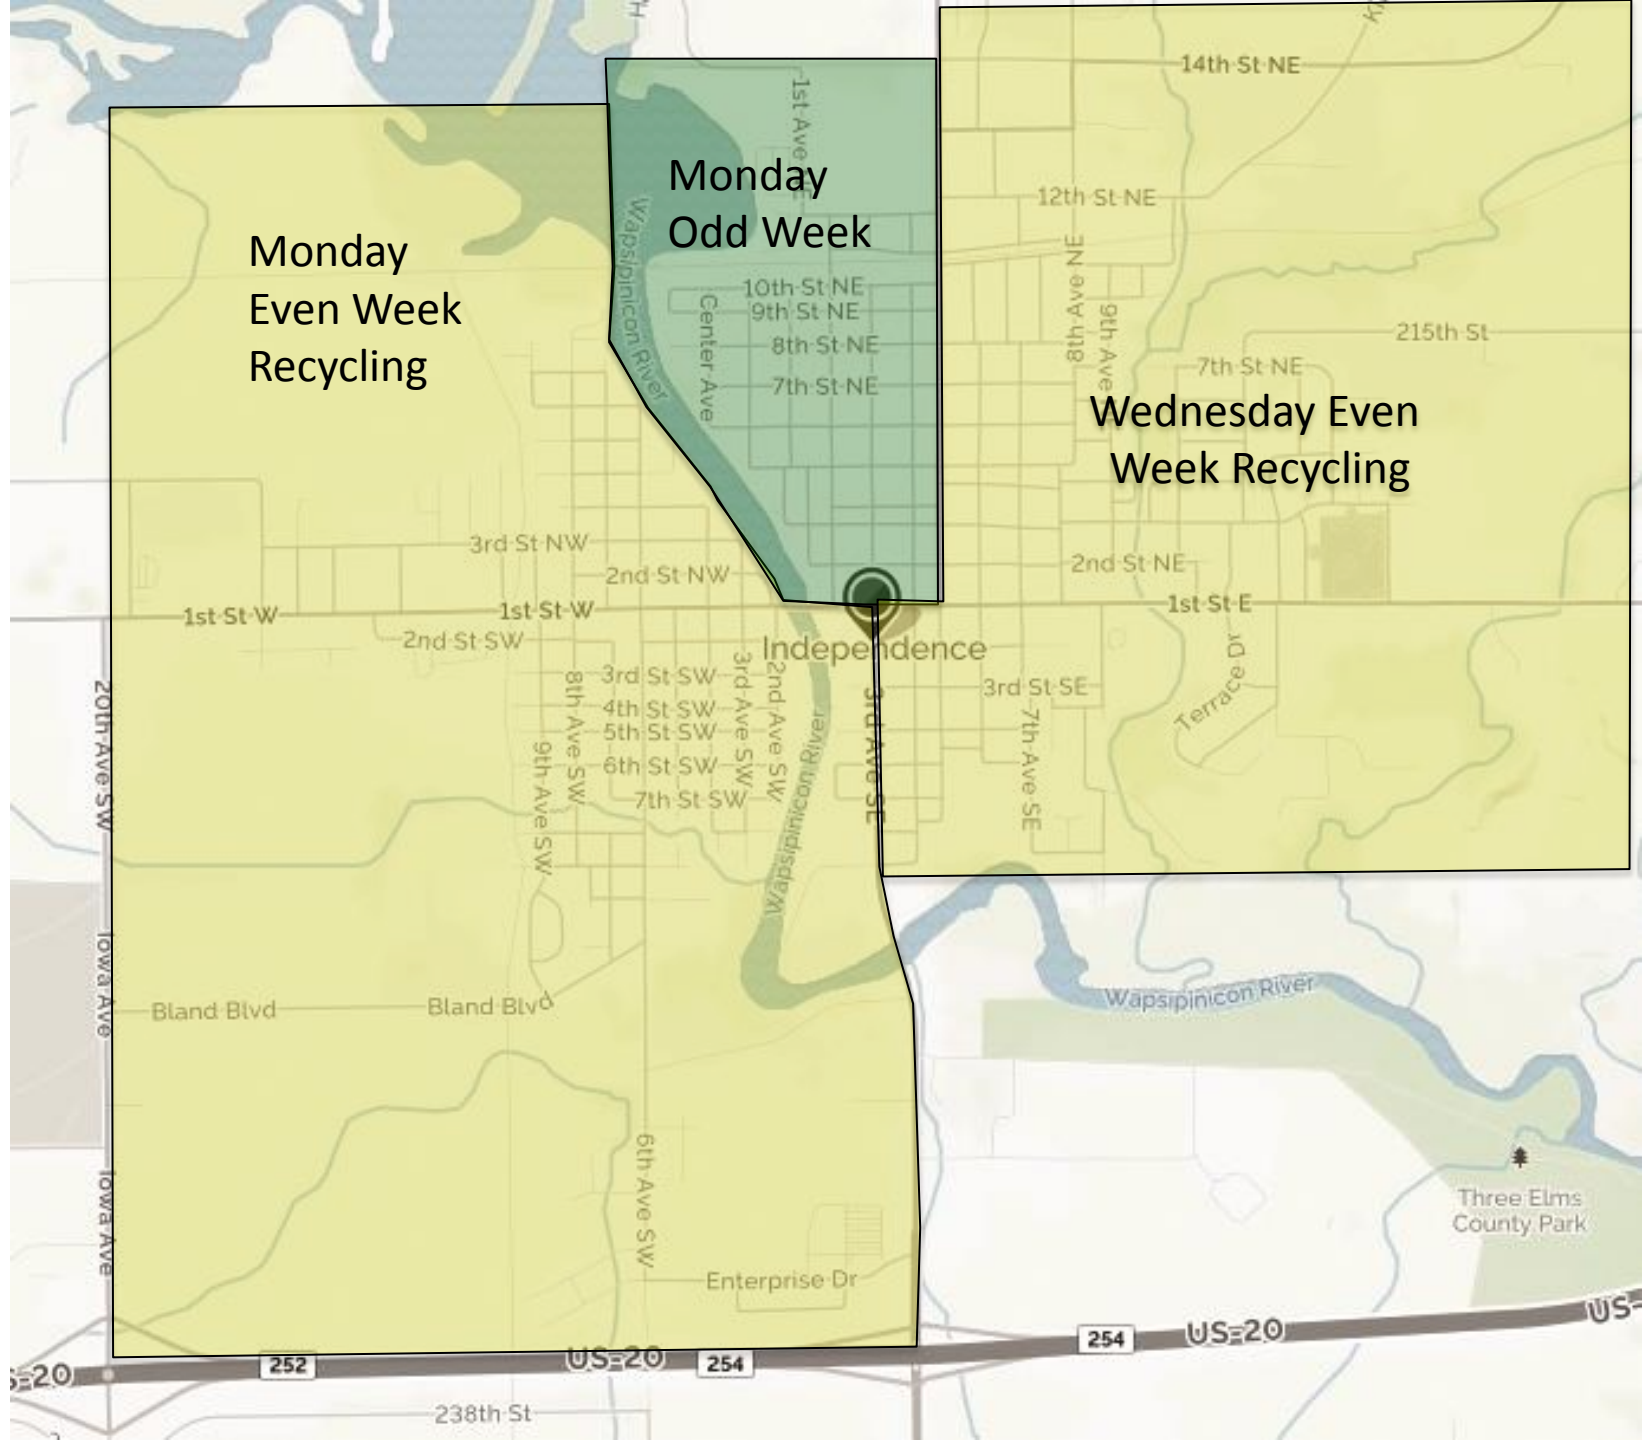 14th St NE
1st Ave NE
Monday
Odd Week
12th St NE
Wapsipinicon River
Monday
Even Week
Recycling
8th Ave NE
10th St NE
9th St NE
Center Ave
9th Ave
215th St
8th St NE
7th St NE
7th St NE
Wednesday Even
Week Recycling
3rd St NW
2nd St NW
2nd St NE
1st St W
1st St W
1st St E
2nd St SW
Independence
Terrace Dr
3rd St SW
3rd Ave SW
2nd Ave SW
8th Ave SW
3rd St SE
20th Ave SW
4th St SW
3rd Ave SE
7th Ave SE
5th St SW
9th Ave SW
6th St SW
7th St SW
Wapsipinicon River
Iowa Ave
Bland Blvd
Bland Blvd
Wapsipinicon River
6th Ave SW
Iowa Ave
Three Elms
County Park
Enterprise Dr
US-
US-20
254
US-20
254
252
S-20
238th St